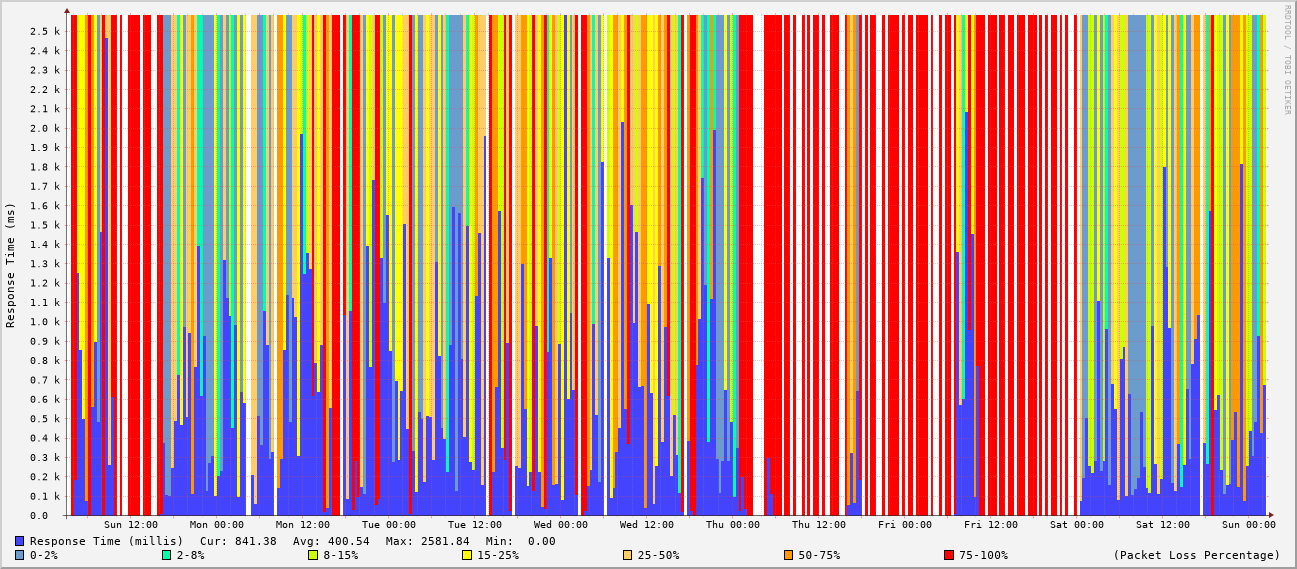 RRDTOOL / TOBI OETIKER
Response Time (ms)
2.5 k
2.4 k
2.3 k
2.2 k
2.1 k
2.0 k
1.9 k
1.8 k
1.7 k
1.6 k
1.5 k
1.4 k
1.3 k
1.2 k
1.1 k
1.0 k
0.9 k
0.8 k
0.7 k
0.6 k
0.5 k
0.4 k
0.3 k
0.2 k
0.1 k
0.0
Sun 12:00 Mon 00:00 Mon 12:00 Tue 00:00 Tue 12:00 Wed 00:00 Wed 12:00 Thu 00:00 Thu 12:00 Fri 00:00 Fri 12:00 Sat 00:00 Sat 12:00 Sun 00:00
Response Time (millis) Cur: 841.38 Avg: 400.54 Max: 2581.84 Min: 0.00
0-2% 2-8% 8-15% 15-25% 25-50% 50-75% 75-100% (Packet Loss Percentage)